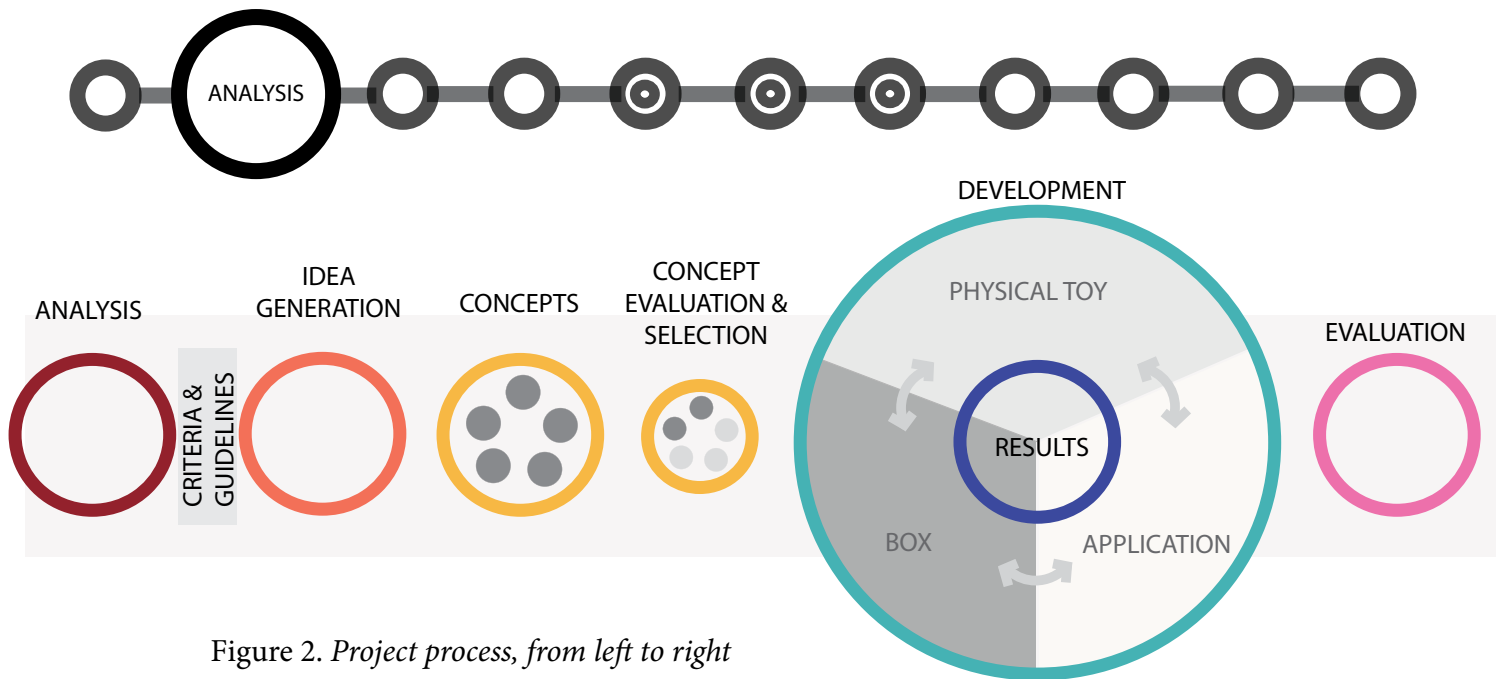 ANALYSIS
ANALYSIS
CRITERIA &
GUIDELINES
IDEA
GENERATION
CONCEPTS
CONCEPT
EVALUATION &
SELECTION
DEVELOPMENT
PHYSICAL TOY
RESULTS
BOX
APPLICATION
EVALUATION
Figure 2. Project process, from left to right